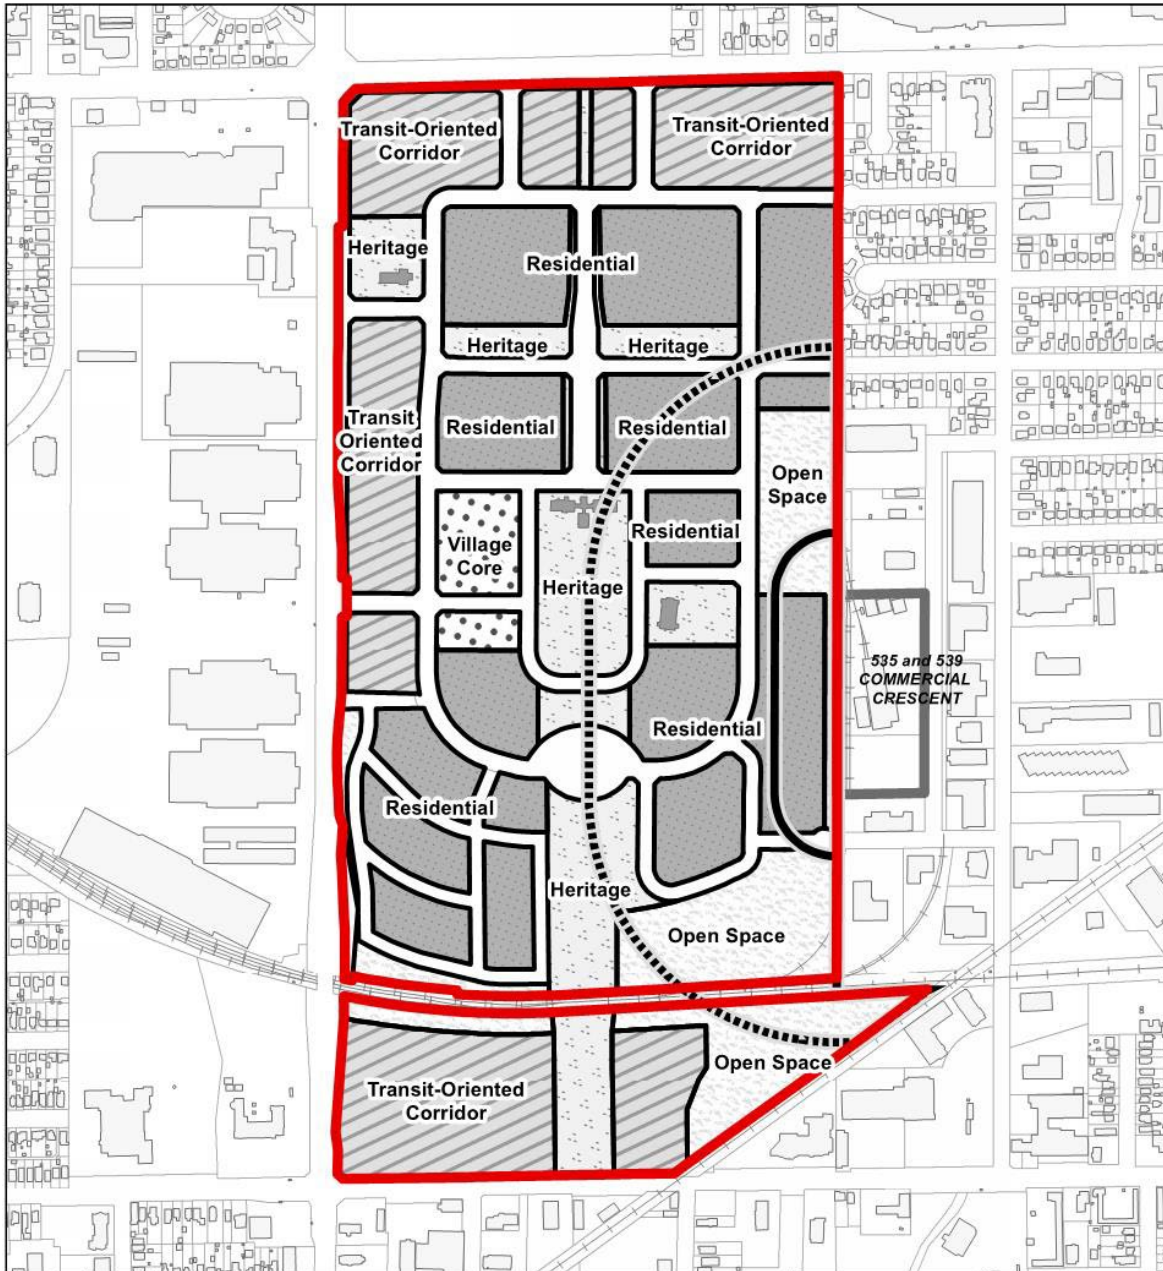 Transit-Oriented
Corridor
Transit-Oriented
Corridor
Heritage
Residential
Heritage
Heritage
Transit
Oriented
Corridor
Residential
Residential
Open
Space
Village
Core
Residential
Heritage
535 and 539
COMMERCIAL
CRESCENT
Residential
Residential
Heritage
Open Space
Open Space
Transit-Oriented
Corridor